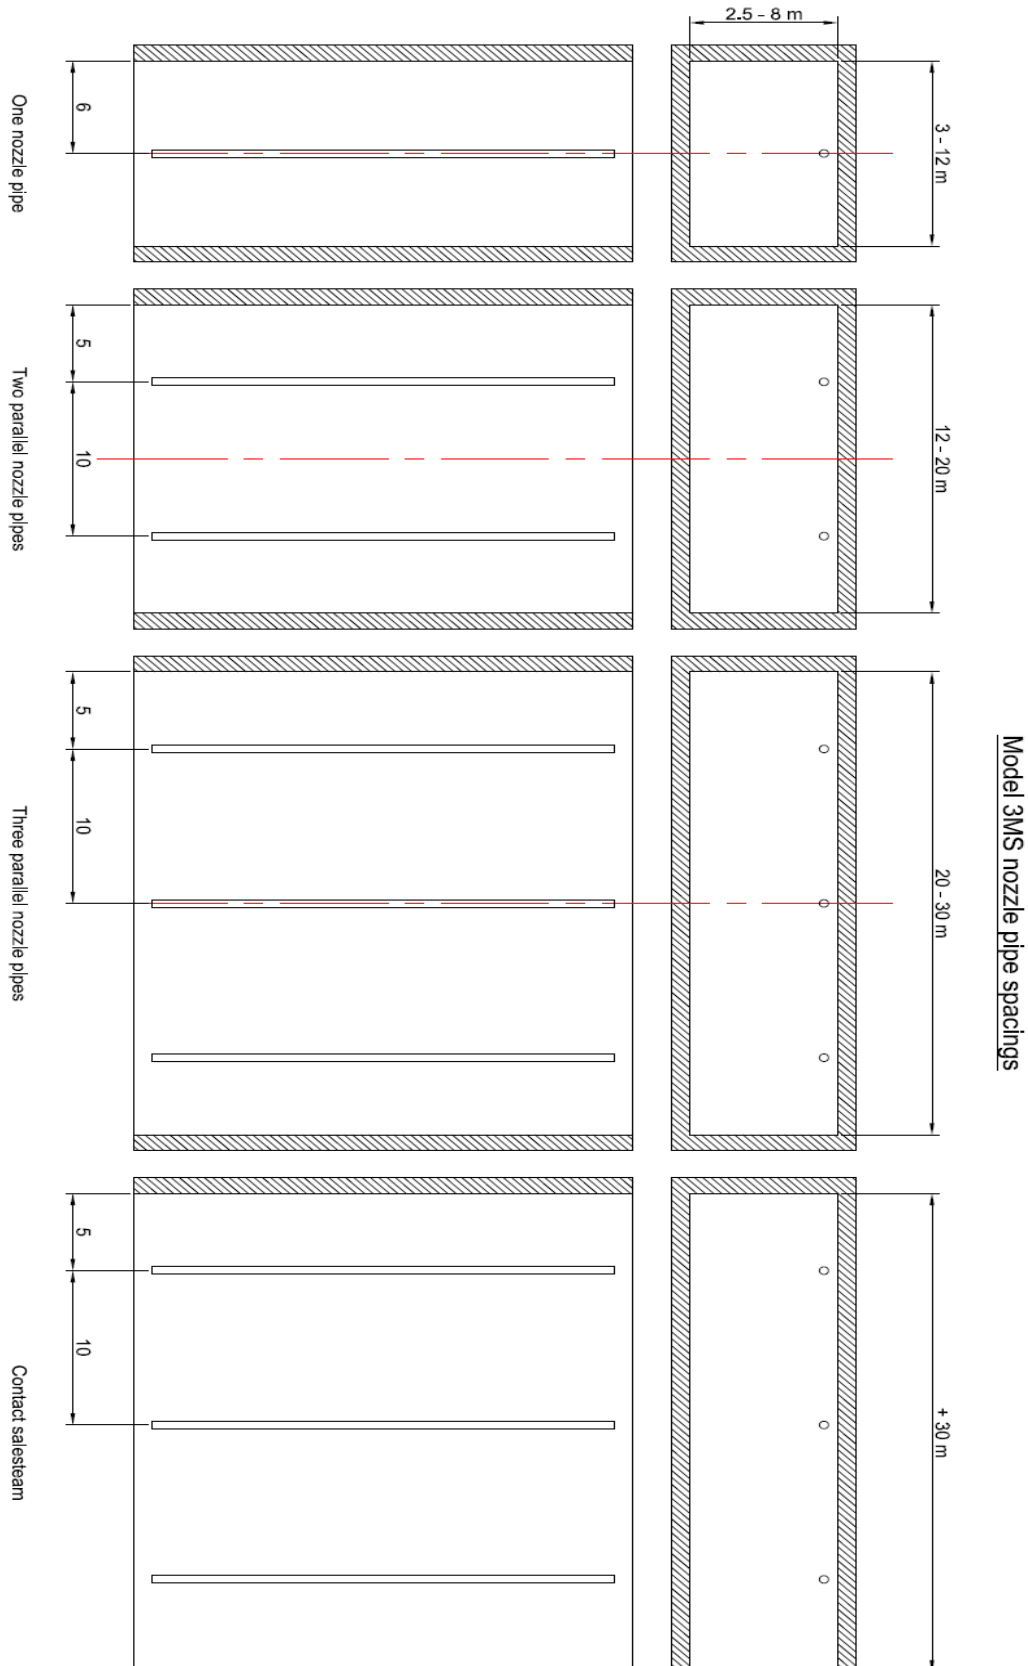 Model 3MS nozzle pipe spacings
2.5 - 8 m
3 - 12 m
6
One nozzle pipe
12 - 20 m
5
10
Two parallel nozzle pipes
20 - 30 m
5
10
Three parallel nozzle pipes
+ 30 m
5
10
Contact salesteam